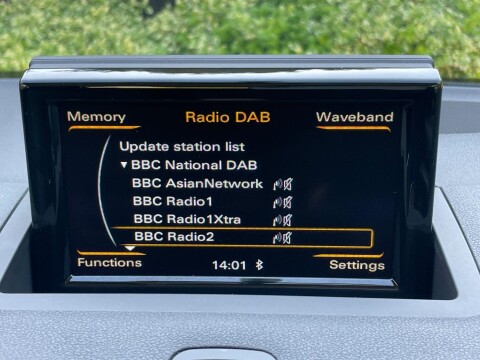 Memory Radio DAB Waveband
Update station list
BBC National DAB
BBC AsianNetwork
BBC Radio1
BBC Radio1Xtra
BBC Radio2
Functions 14:01 Settings